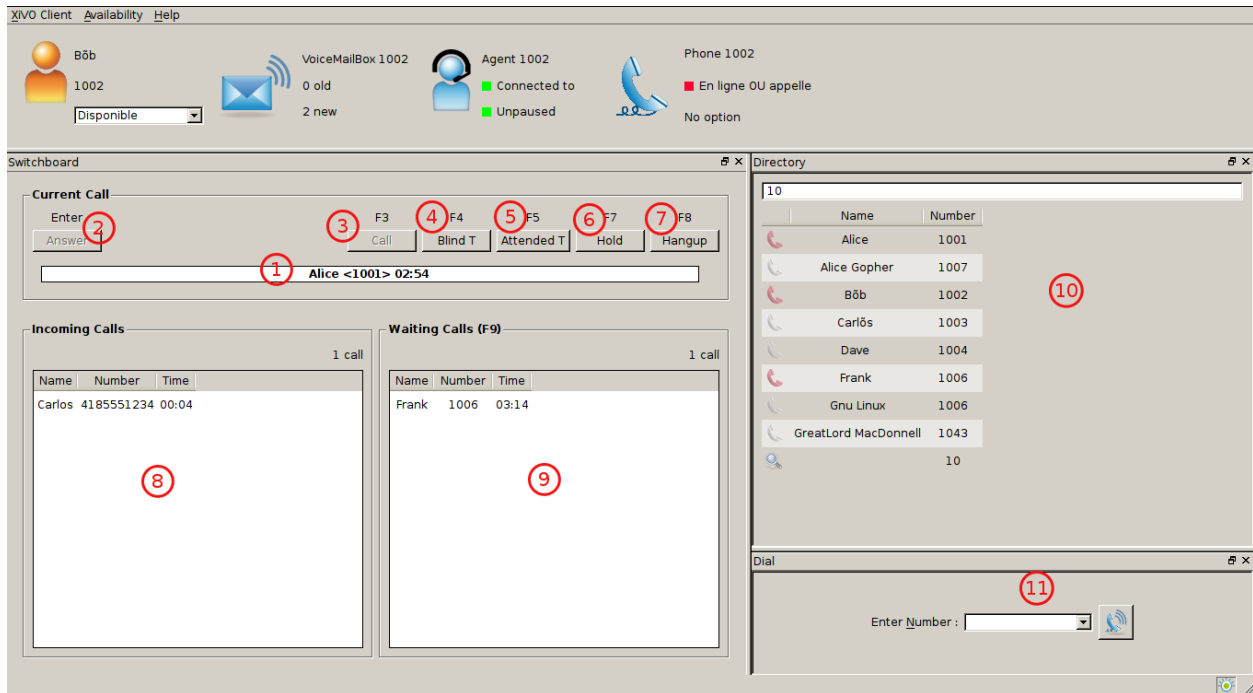 XIVO Client Availability Help
Bõb
1002
Disponible
VoiceMailBox 1002
0 old
2 new
Agent 1002
Connected to
Unpaused
Phone 1002
En ligne OU appelle
No option
Switchboard
Current Call
Enter F3 F4 F5 F7 F8
2 3 4 5 6 7
Answer Call Blind T Attended T Hold Hangup
1
Alice <1001> 02:54
Incoming Calls
1 call
Name Number Time
Carlos 4185551234 00:04
8
Waiting Calls (F9)
1 call
Name Number Time
Frank 1006 03:14
9
Directory
10
Name Number
Alice 1001
Alice Gopher 1007
Bõb 1002
Carlõs 1003
Dave 1004
Frank 1006
Gnu Linux 1006
GreatLord MacDonnell 1043
10
10
Dial
11
Enter Number :